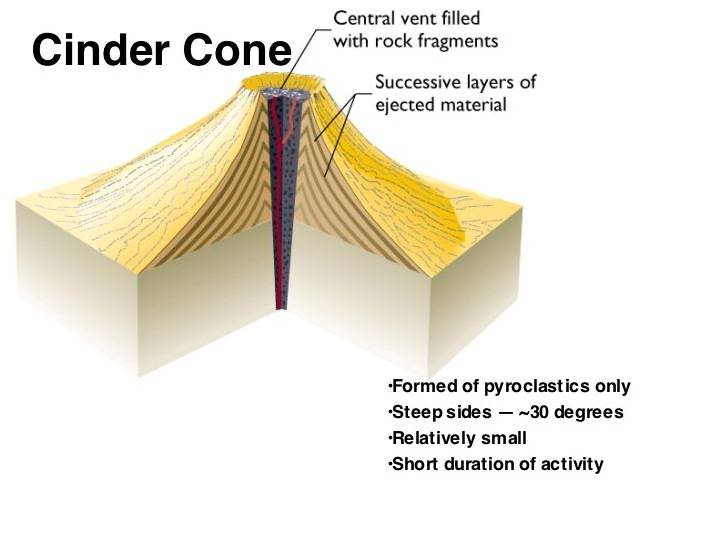 Cinder Cone
Central vent filled
with rock fragments
Successive layers of
ejected material
•Formed of pyroclastics only
•Steep sides — ~30 degrees
•Relatively small
•Short duration of activity